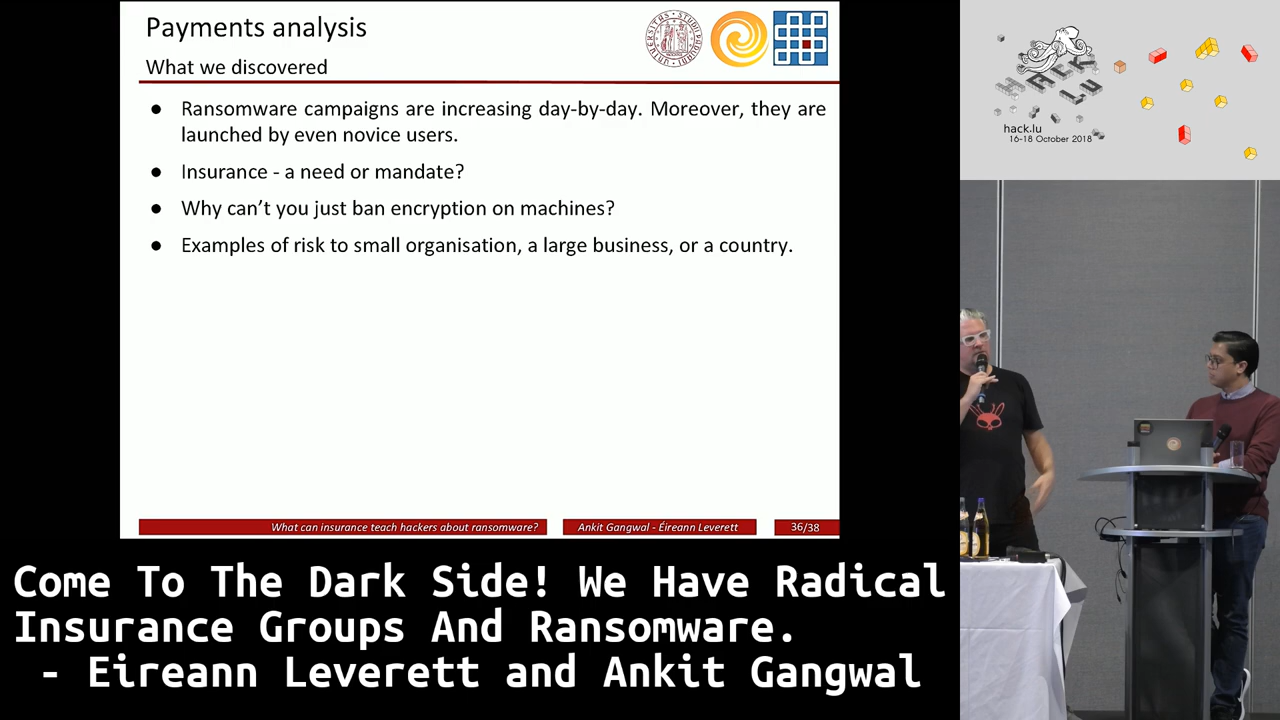 Payments analysis
What we discovered
● Ransomware campaigns are increasing day-by-day. Moreover, they are
launched by even novice users.
● Insurance - a need or mandate?
● Why can't you just ban encryption on machines?
● Examples of risk to small organisation, a large business, or a country.
What can insurance teach hackers about ransomware?
Ankit Gangwal - Éireann Leverett
36/38
HACK
LU
hack.lu
16-18 October 2018
Come To The Dark Side! We Have Radical
Insurance Groups And Ransomware.
- Eireann Leverett and Ankit Gangwal